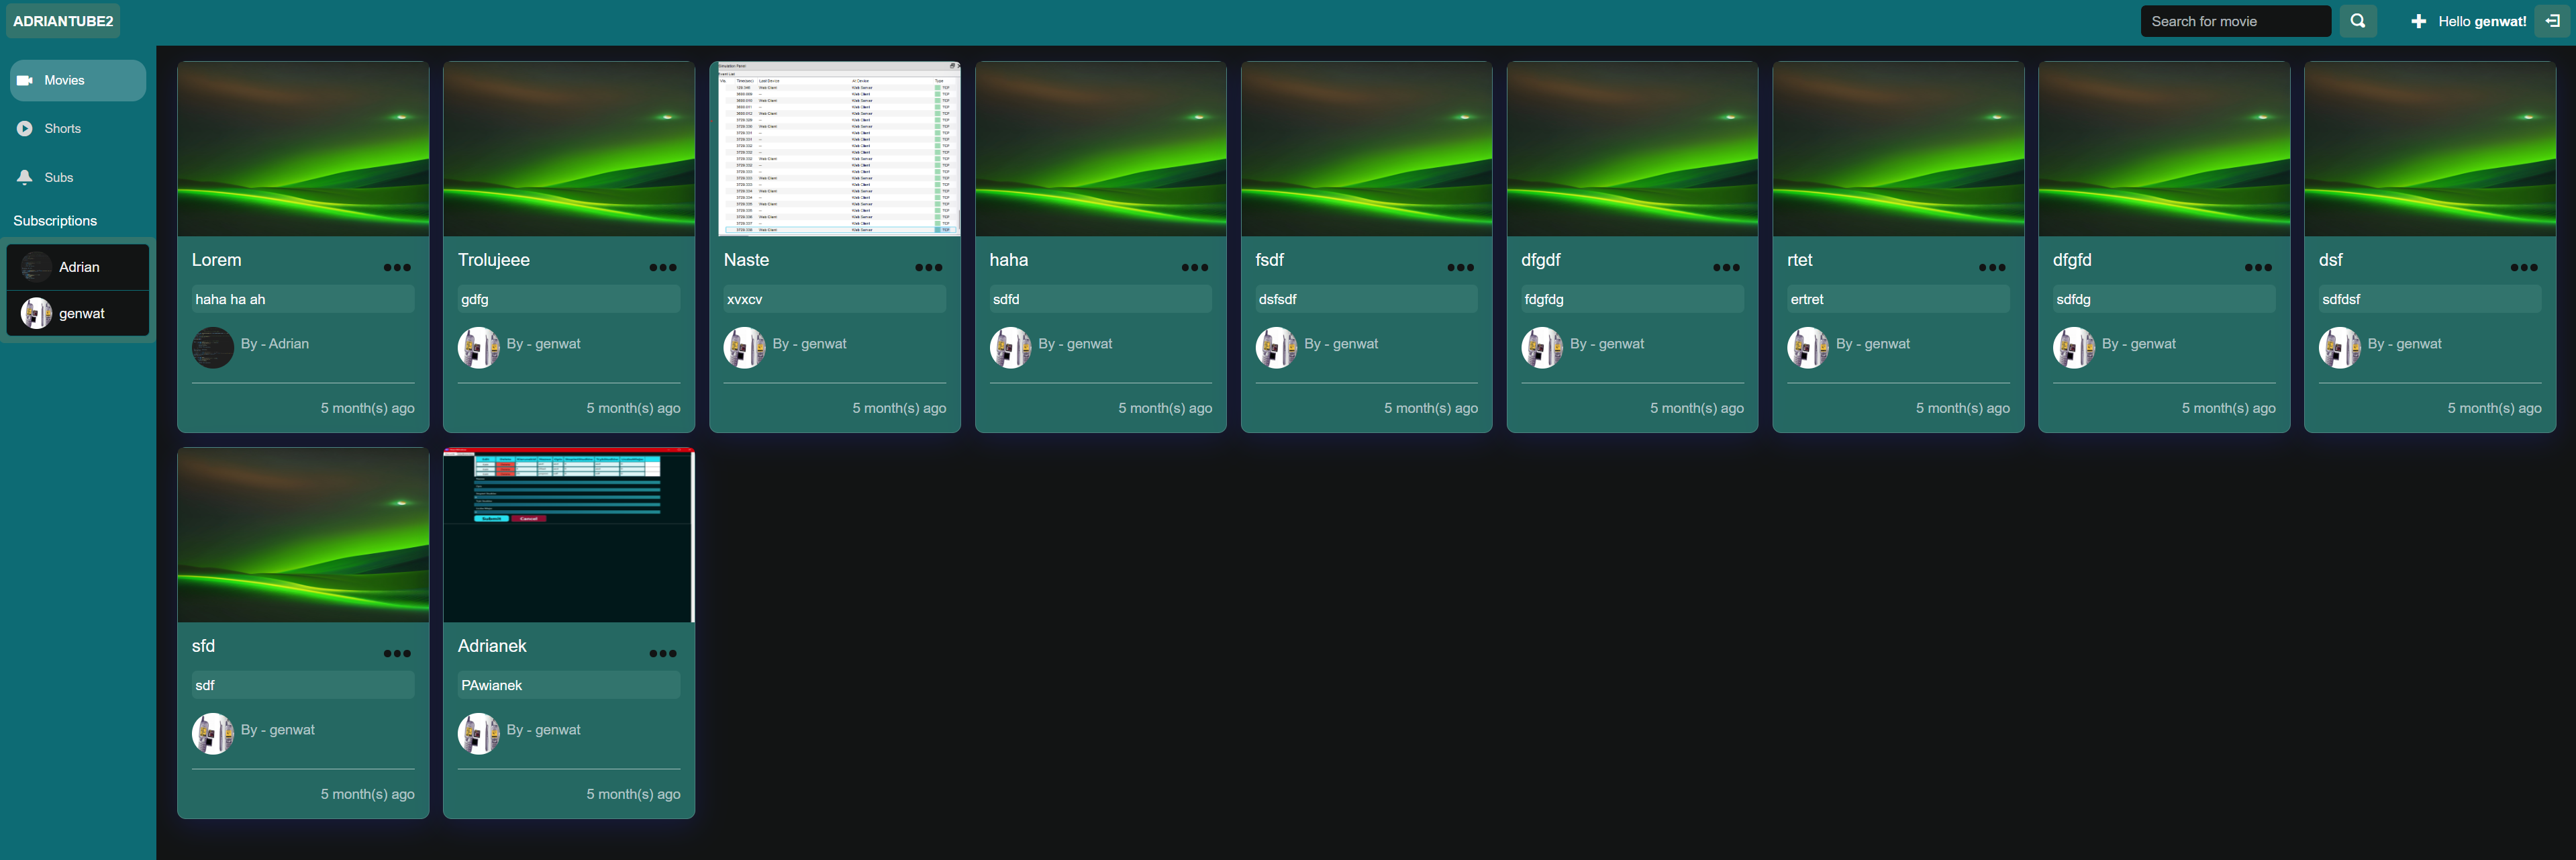 ADRIANTUBE2
Search for movie
Hello genwat!
Movies
Shorts
Subs
Subscriptions
Adrian
genwat
Lorem
haha ha ah
By - Adrian
5 month(s) ago
Trolujeee
gdfg
By - genwat
5 month(s) ago
Naste
xvxcv
By - genwat
5 month(s) ago
haha
sdfd
By - genwat
5 month(s) ago
fsdf
dsfsdf
By - genwat
5 month(s) ago
dfgdf
fdgfdg
By - genwat
5 month(s) ago
rtet
ertret
By - genwat
5 month(s) ago
dfgfd
sdfdg
By - genwat
5 month(s) ago
dsf
sdfdsf
By - genwat
5 month(s) ago
sfd
sdf
By - genwat
5 month(s) ago
Submit
Cancel
Adrianek
PAwianek
By - genwat
5 month(s) ago